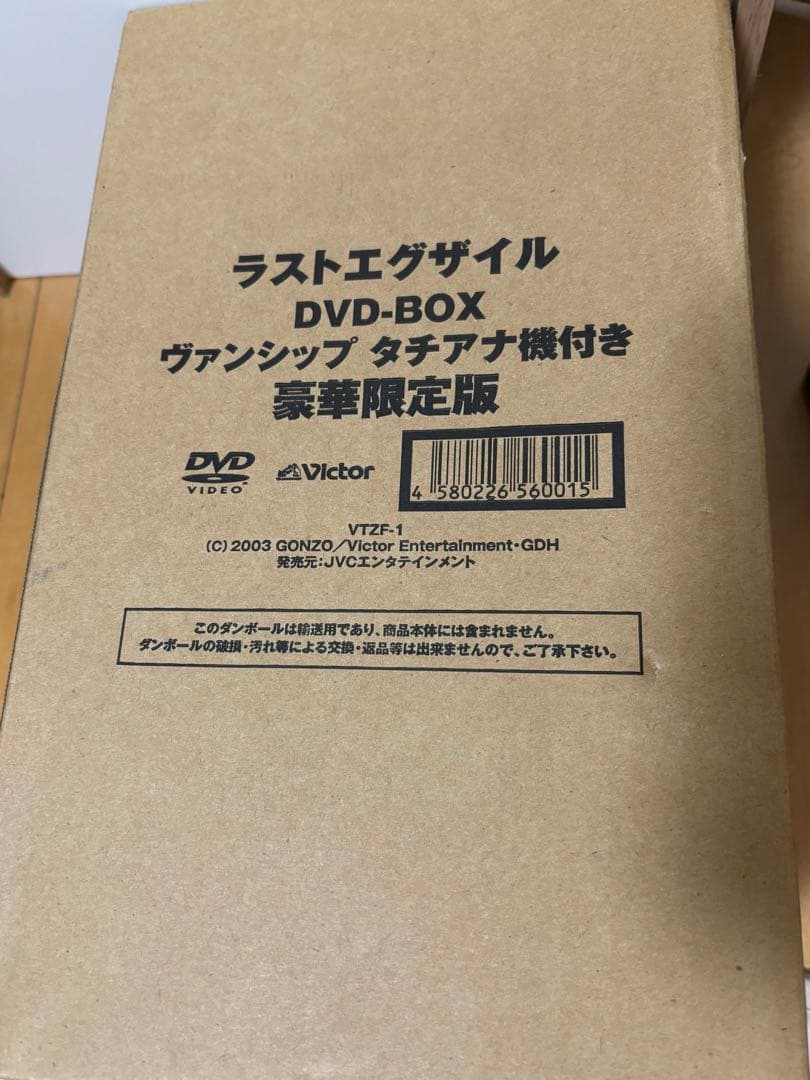 ラストエグザイル
DVD-BOX
ヴァンシップ タチアナ機付き
豪華限定版
DVD VIDEO Victor
4 580226 560015
VTZF-1
(C) 2003 GONZO/Victor Entertainment・GDH
発売元:JVCエンタテインメント
このダンボールは輸送用であり、商品本体には含まれません。
ダンボールの破損・汚れ等による交換・返品等は出来ませんので、ご了承下さい。